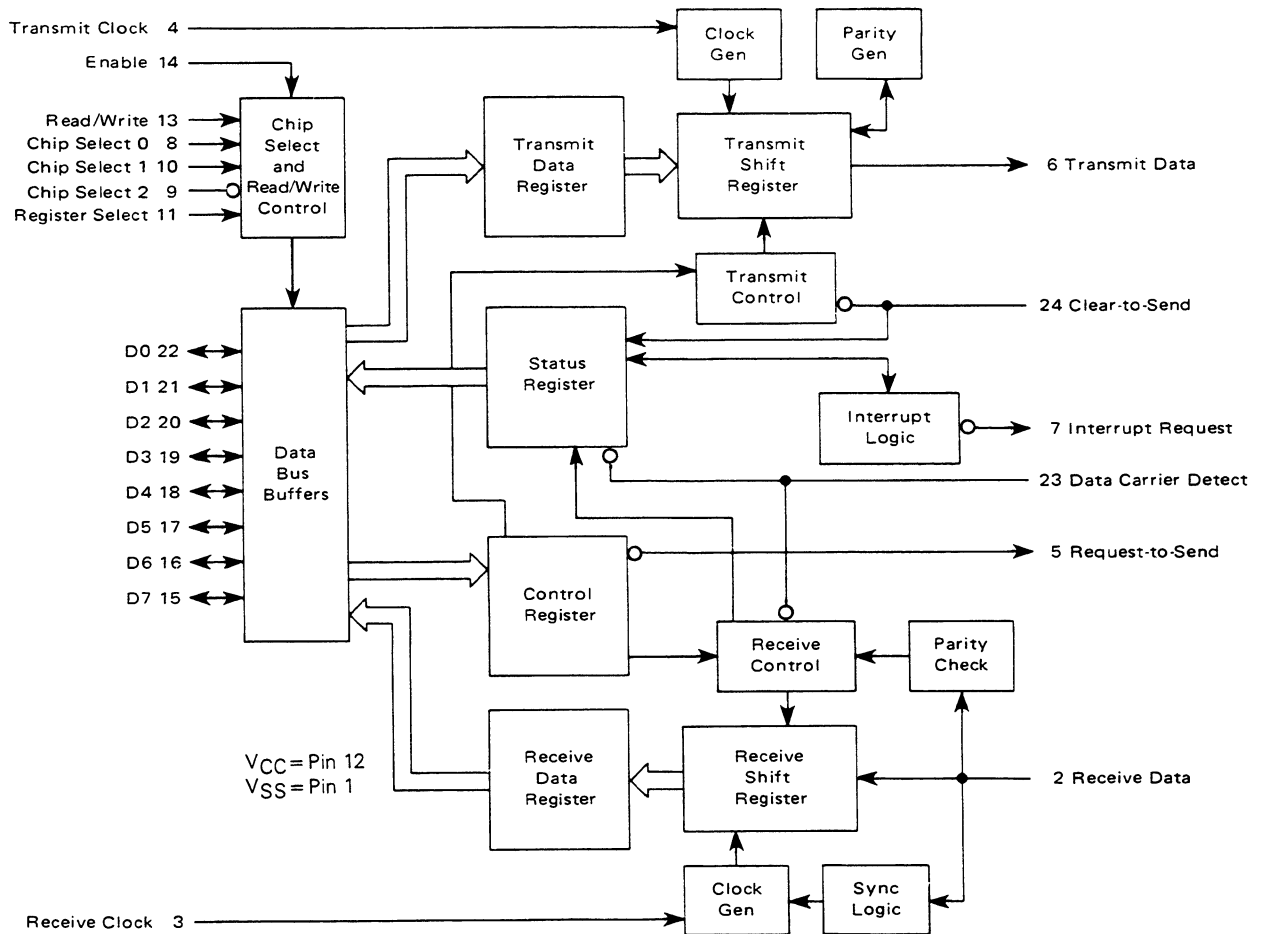 Transmit Clock 4
Clock
Gen
Parity
Gen
Enable 14
Read/Write 13
Chip Select 0 8
Chip Select 1 10
Chip Select 2 9
Register Select 11
Chip
Select
and
Read/Write
Control
Transmit
Data
Register
Transmit
Shift
Register
6 Transmit Data
Transmit
Control
24 Clear-to-Send
D0 22
D1 21
D2 20
D3 19
D4 18
D5 17
D6 16
D7 15
Data
Bus
Buffers
Status
Register
Interrupt
Logic
7 Interrupt Request
23 Data Carrier Detect
5 Request-to-Send
Control
Register
Receive
Control
Parity
Check
VCC = Pin 12
VSS = Pin 1
Receive
Data
Register
Receive
Shift
Register
2 Receive Data
Receive Clock 3
Clock
Gen
Sync
Logic